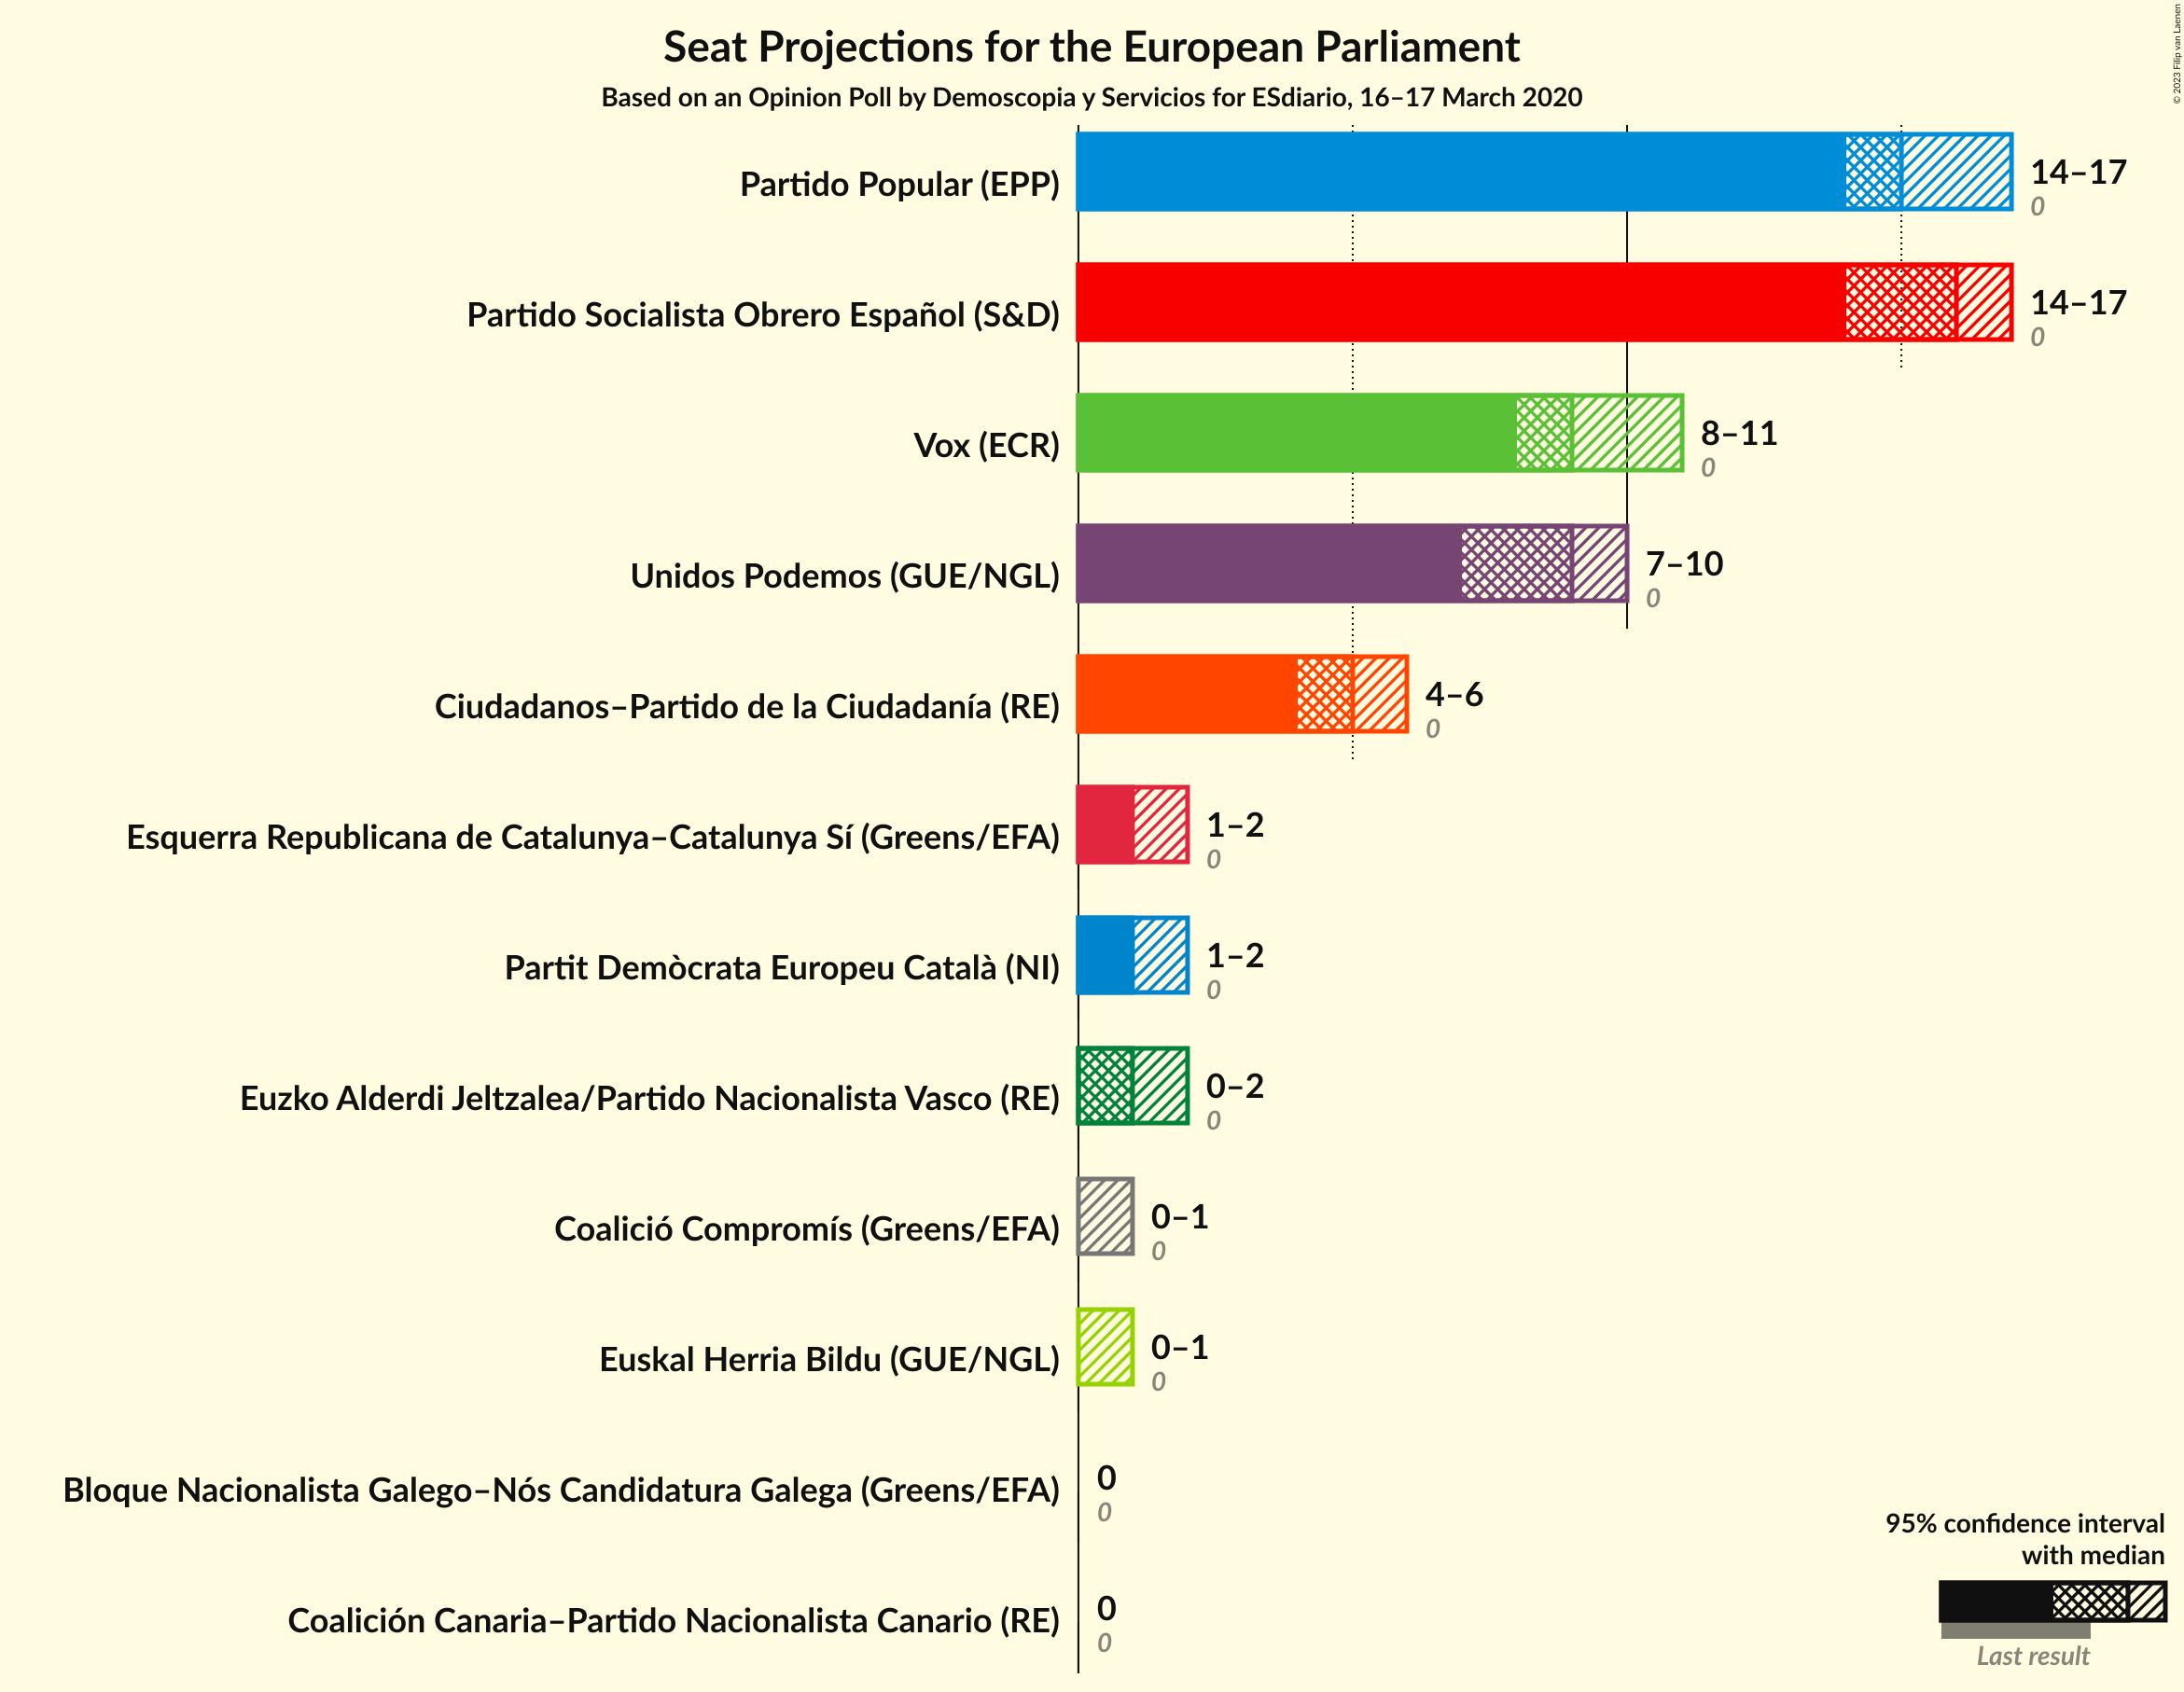 Seat Projections for the European Parliament
Based on an Opinion Poll by Demoscopia y Servicios for ESdiario, 16–17 March 2020
© 2023 Filip van Laenen
Partido Popular (EPP)
14–17
0
Partido Socialista Obrero Español (S&D)
14–17
0
Vox (ECR)
8–11
0
Unidos Podemos (GUE/NGL)
7–10
0
Ciudadanos–Partido de la Ciudadanía (RE)
4–6
0
Esquerra Republicana de Catalunya–Catalunya Sí (Greens/EFA)
1–2
0
Partit Demòcrata Europeu Català (NI)
1–2
0
Euzko Alderdi Jeltzalea/Partido Nacionalista Vasco (RE)
0–2
0
Coalició Compromís (Greens/EFA)
0–1
0
Euskal Herria Bildu (GUE/NGL)
0–1
0
Bloque Nacionalista Galego–Nós Candidatura Galega (Greens/EFA)
0
0
Coalición Canaria–Partido Nacionalista Canario (RE)
0
0
95% confidence interval
with median
Last result